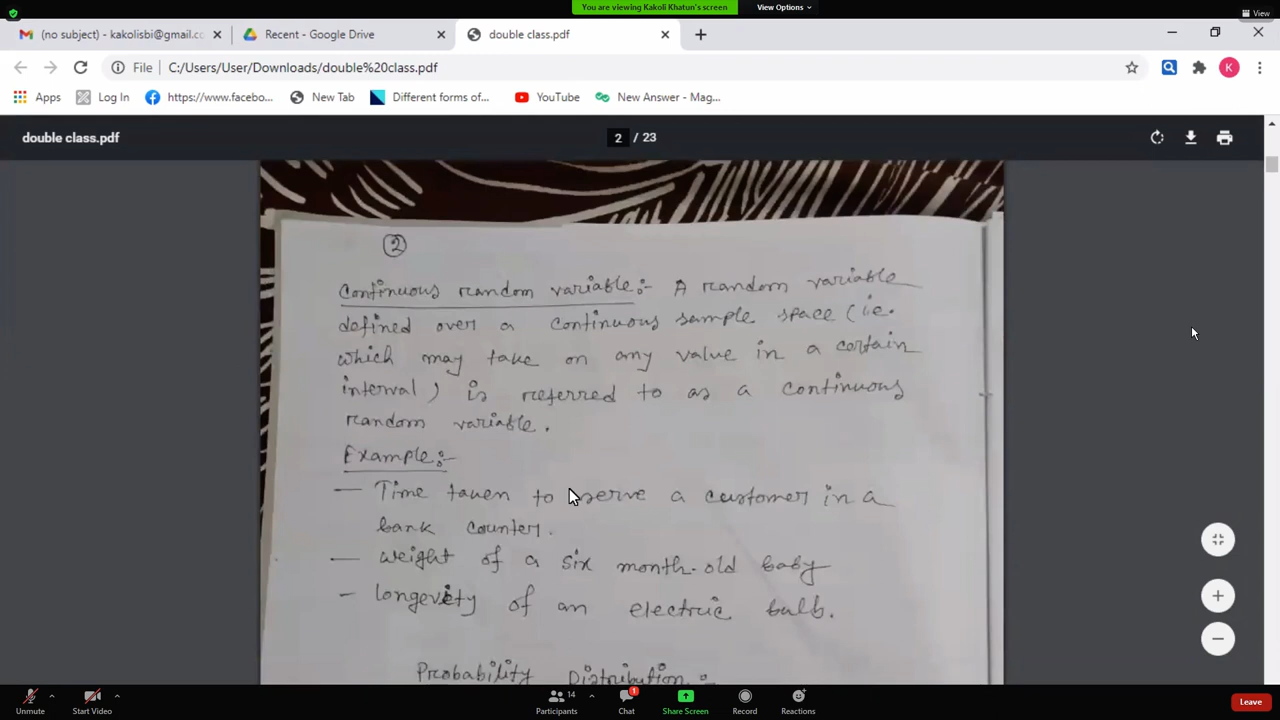 You are viewing Kakoli Khatun's screen
View Options
View
(no subject) - kakolisbi@gmail.co
Recent - Google Drive
double class.pdf
File
C:/Users/User/Downloads/double%20class.pdf
K
Apps
Log In
https://www.facebo...
New Tab
Different forms of...
YouTube
New Answer - Mag...
double class.pdf
2 / 23
2
Continuous random variable:- A random variable
defined over a continuous sample space (i.e.
which may take on any value in a certain
interval) is referred to as a continuous
random variable.
Example:-
— Time taken to serve a customer in a
bank counter.
— weight of a six month-old baby
- longevity of an electric bulb.
Probability Distribution:-
Unmute
Start Video
14
Participants
1
Chat
Share Screen
Record
Reactions
Leave